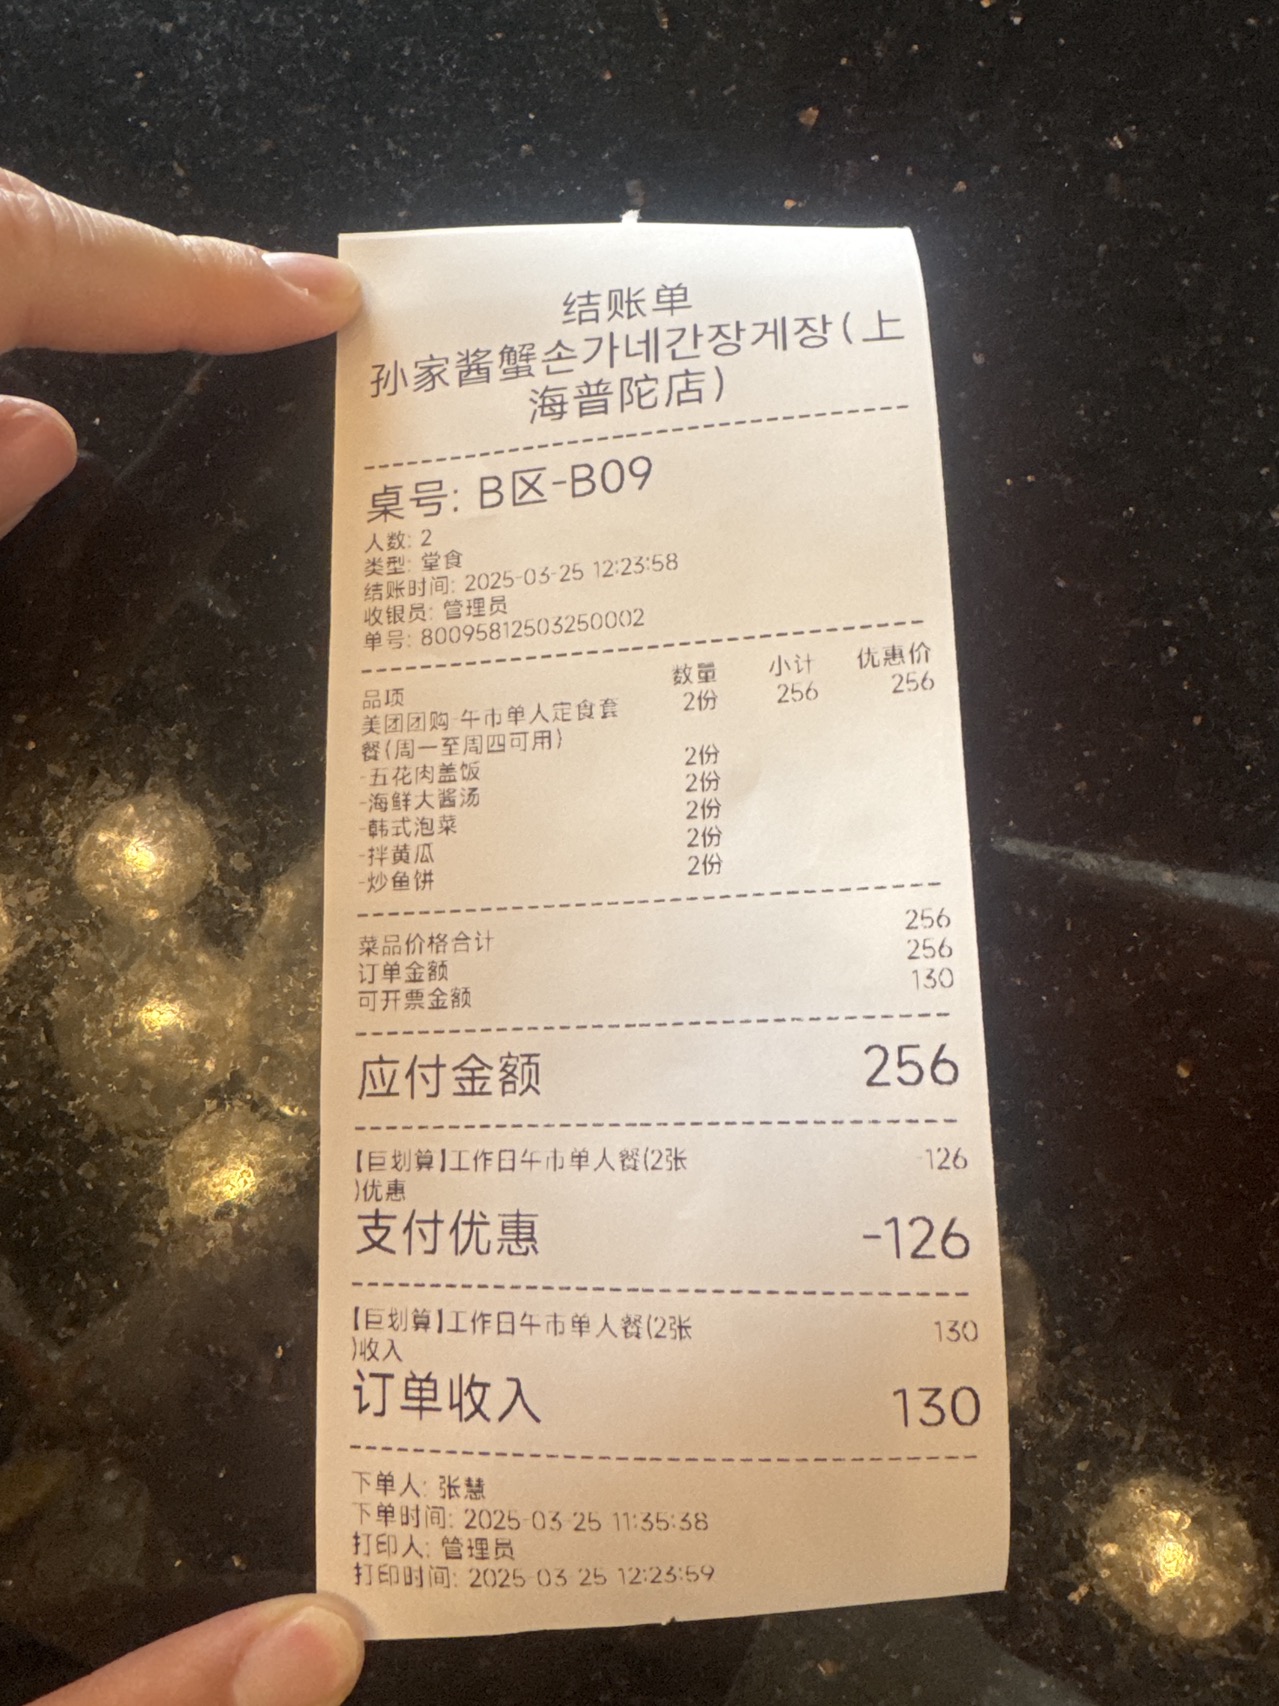 结账单
孙家酱蟹손가네간장게장(上
海普陀店)
桌号: B区-B09
人数: 2
类型: 堂食
结账时间: 2025-03-25 12:23:58
收银员: 管理员
单号: 80095812503250002
品项 数量 小计 优惠价
美团团购-午市单人定食套 2份 256 256
餐(周一至周四可用)
-五花肉盖饭 2份
-海鲜大酱汤 2份
-韩式泡菜 2份
-拌黄瓜 2份
-炒鱼饼 2份
菜品价格合计 256
订单金额 256
可开票金额 130
应付金额 256
【巨划算】工作日午市单人餐(2张 -126
)优惠
支付优惠 -126
【巨划算】工作日午市单人餐(2张 130
)收入
订单收入 130
下单人: 张慧
下单时间: 2025-03-25 11:35:38
打印人: 管理员
打印时间: 2025-03-25 12:23:59